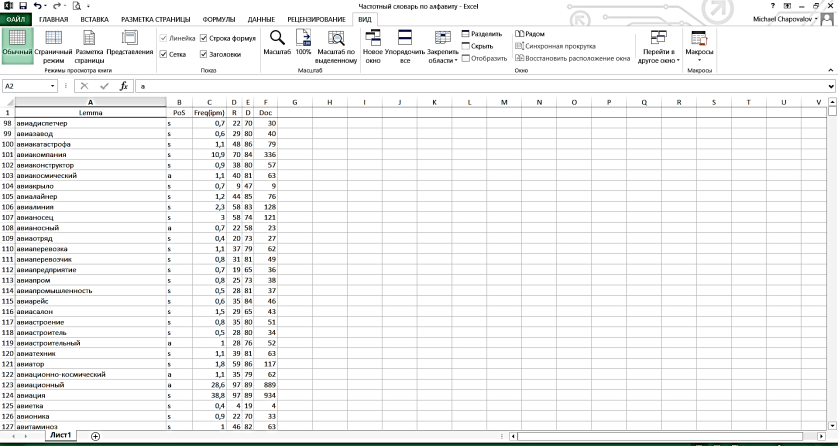 Частотный словарь по алфавиту - Excel
ФАЙЛ ГЛАВНАЯ ВСТАВКА РАЗМЕТКА СТРАНИЦЫ ФОРМУЛЫ ДАННЫЕ РЕЦЕНЗИРОВАНИЕ ВИД Michael Chapovalov
Обычный Страничный режим Разметка страницы Представления
Линейка Строка формул
Сетка Заголовки
Масштаб 100% Масштаб по выделенному
Новое окно Упорядочить все Закрепить области
Разделить
Скрыть
Отобразить
Рядом
Синхронная прокрутка
Восстановить расположение окна
Перейти в другое окно Макросы
Режимы просмотра книги Показ Масштаб Окно Макросы
A2 fx а
A B C D E F G H I J K L M N O P Q R S T U V
1 Lemma PoS Freq(ipm) R D Doc
98 авиадиспетчер s 0,7 22 70 30
99 авиазавод s 0,6 29 80 40
100 авиакатастрофа s 1,1 48 86 79
101 авиакомпания s 10,9 70 84 336
102 авиаконструктор s 0,9 38 80 57
103 авиакосмический a 1,1 40 81 63
104 авиакрыло s 0,7 9 47 9
105 авиалайнер s 1,2 44 85 76
106 авиалиния s 2,3 58 83 128
107 авианосец s 3 58 74 121
108 авианосный a 0,7 22 58 23
109 авиаотряд s 0,4 20 73 27
110 авиаперевозка s 1,1 37 79 62
111 авиаперевозчик s 0,8 31 81 49
112 авиапредприятие s 0,7 19 65 36
113 авиапром s 0,8 25 73 38
114 авиапромышленность s 0,5 28 81 37
115 авиарейс s 0,6 35 84 46
116 авиасалон s 1,5 29 65 43
117 авиастроение s 0,8 35 80 51
118 авиастроитель s 0,5 28 80 34
119 авиастроительный a 1 28 76 52
120 авиатехник s 1,1 39 81 63
121 авиатор s 1,8 59 86 117
122 авиационно-космический a 1,1 35 79 62
123 авиационный a 28,6 97 89 889
124 авиация s 38,8 97 89 934
125 авиетка s 0,4 4 19 4
126 авионика s 0,9 22 70 33
127 авитаминоз s 1 46 82 63
Лист1